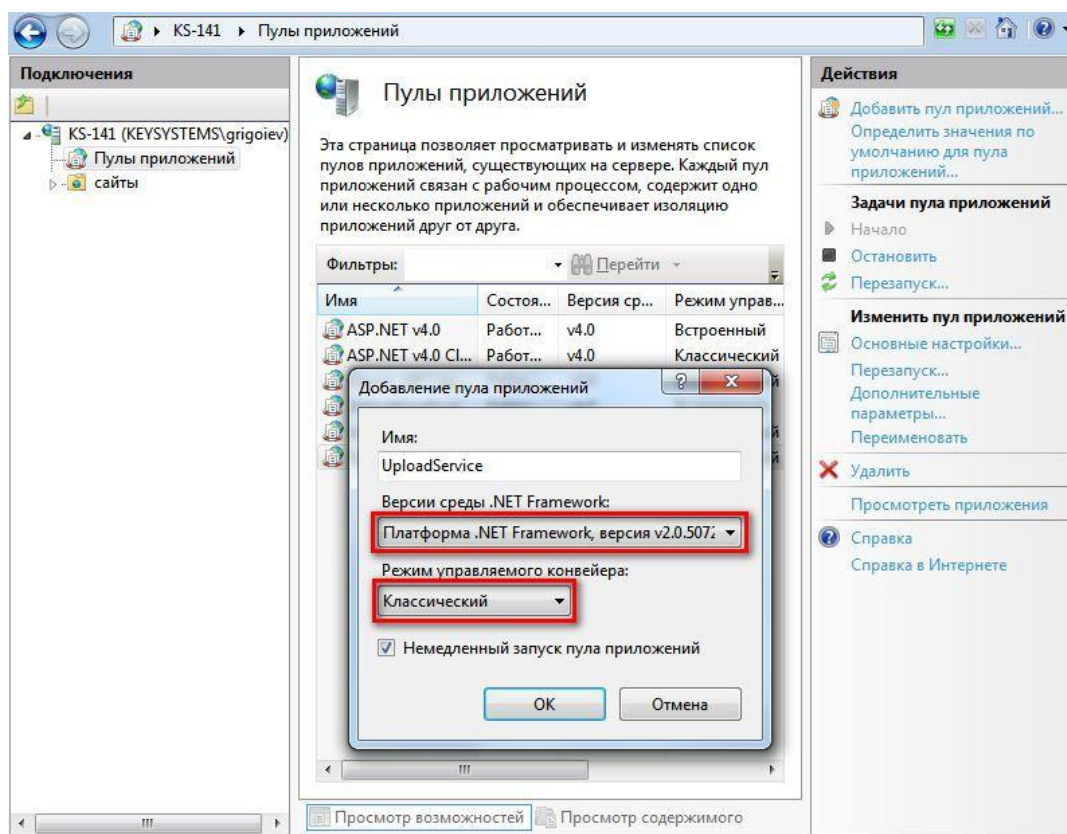 KS-141 Пулы приложений
Подключения
KS-141 (KEYSYSTEMS\grigoiev)
Пулы приложений
сайты
Пулы приложений
Эта страница позволяет просматривать и изменять список
пулов приложений, существующих на сервере. Каждый пул
приложений связан с рабочим процессом, содержит одно
или несколько приложений и обеспечивает изоляцию
приложений друг от друга.
Фильтры: Перейти
Имя Состоя... Версия ср... Режим управ...
ASP.NET v4.0 Работ... v4.0 Встроенный
ASP.NET v4.0 Cl... Работ... v4.0 Классический
Добавление пула приложений
Имя:
UploadService
Версии среды .NET Framework:
Платформа .NET Framework, версия v2.0.5072
Режим управляемого конвейера:
Классический
Немедленный запуск пула приложений
ОК Отмена
Просмотр возможностей Просмотр содержимого
Действия
Добавить пул приложений...
Определить значения по
умолчанию для пула
приложений...
Задачи пула приложений
Начало
Остановить
Перезапуск...
Изменить пул приложений
Основные настройки...
Перезапуск...
Дополнительные
параметры...
Переименовать
Удалить
Просмотреть приложения
Справка
Справка в Интернете